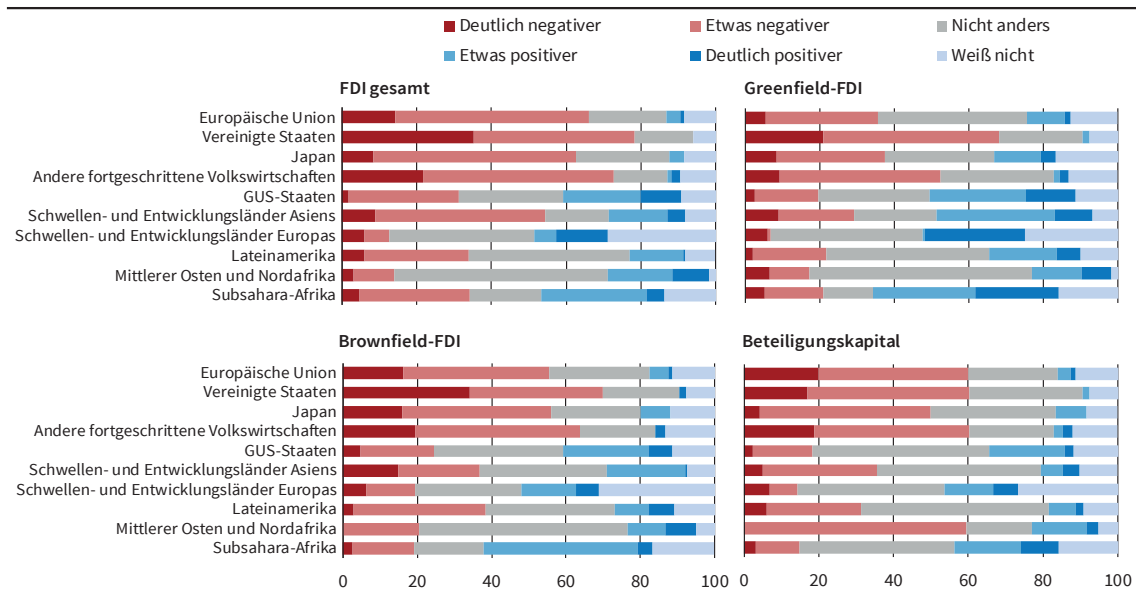 Deutlich negativer Etwas negativer Nicht anders
Etwas positiver Deutlich positiver Weiß nicht
FDI gesamt Greenfield-FDI
Europäische Union
Vereinigte Staaten
Japan
Andere fortgeschrittene Volkswirtschaften
GUS-Staaten
Schwellen- und Entwicklungsländer Asiens
Schwellen- und Entwicklungsländer Europas
Lateinamerika
Mittlerer Osten und Nordafrika
Subsahara-Afrika
Brownfield-FDI Beteiligungskapital
Europäische Union
Vereinigte Staaten
Japan
Andere fortgeschrittene Volkswirtschaften
GUS-Staaten
Schwellen- und Entwicklungsländer Asiens
Schwellen- und Entwicklungsländer Europas
Lateinamerika
Mittlerer Osten und Nordafrika
Subsahara-Afrika
0 20 40 60 80 100 0 20 40 60 80 100